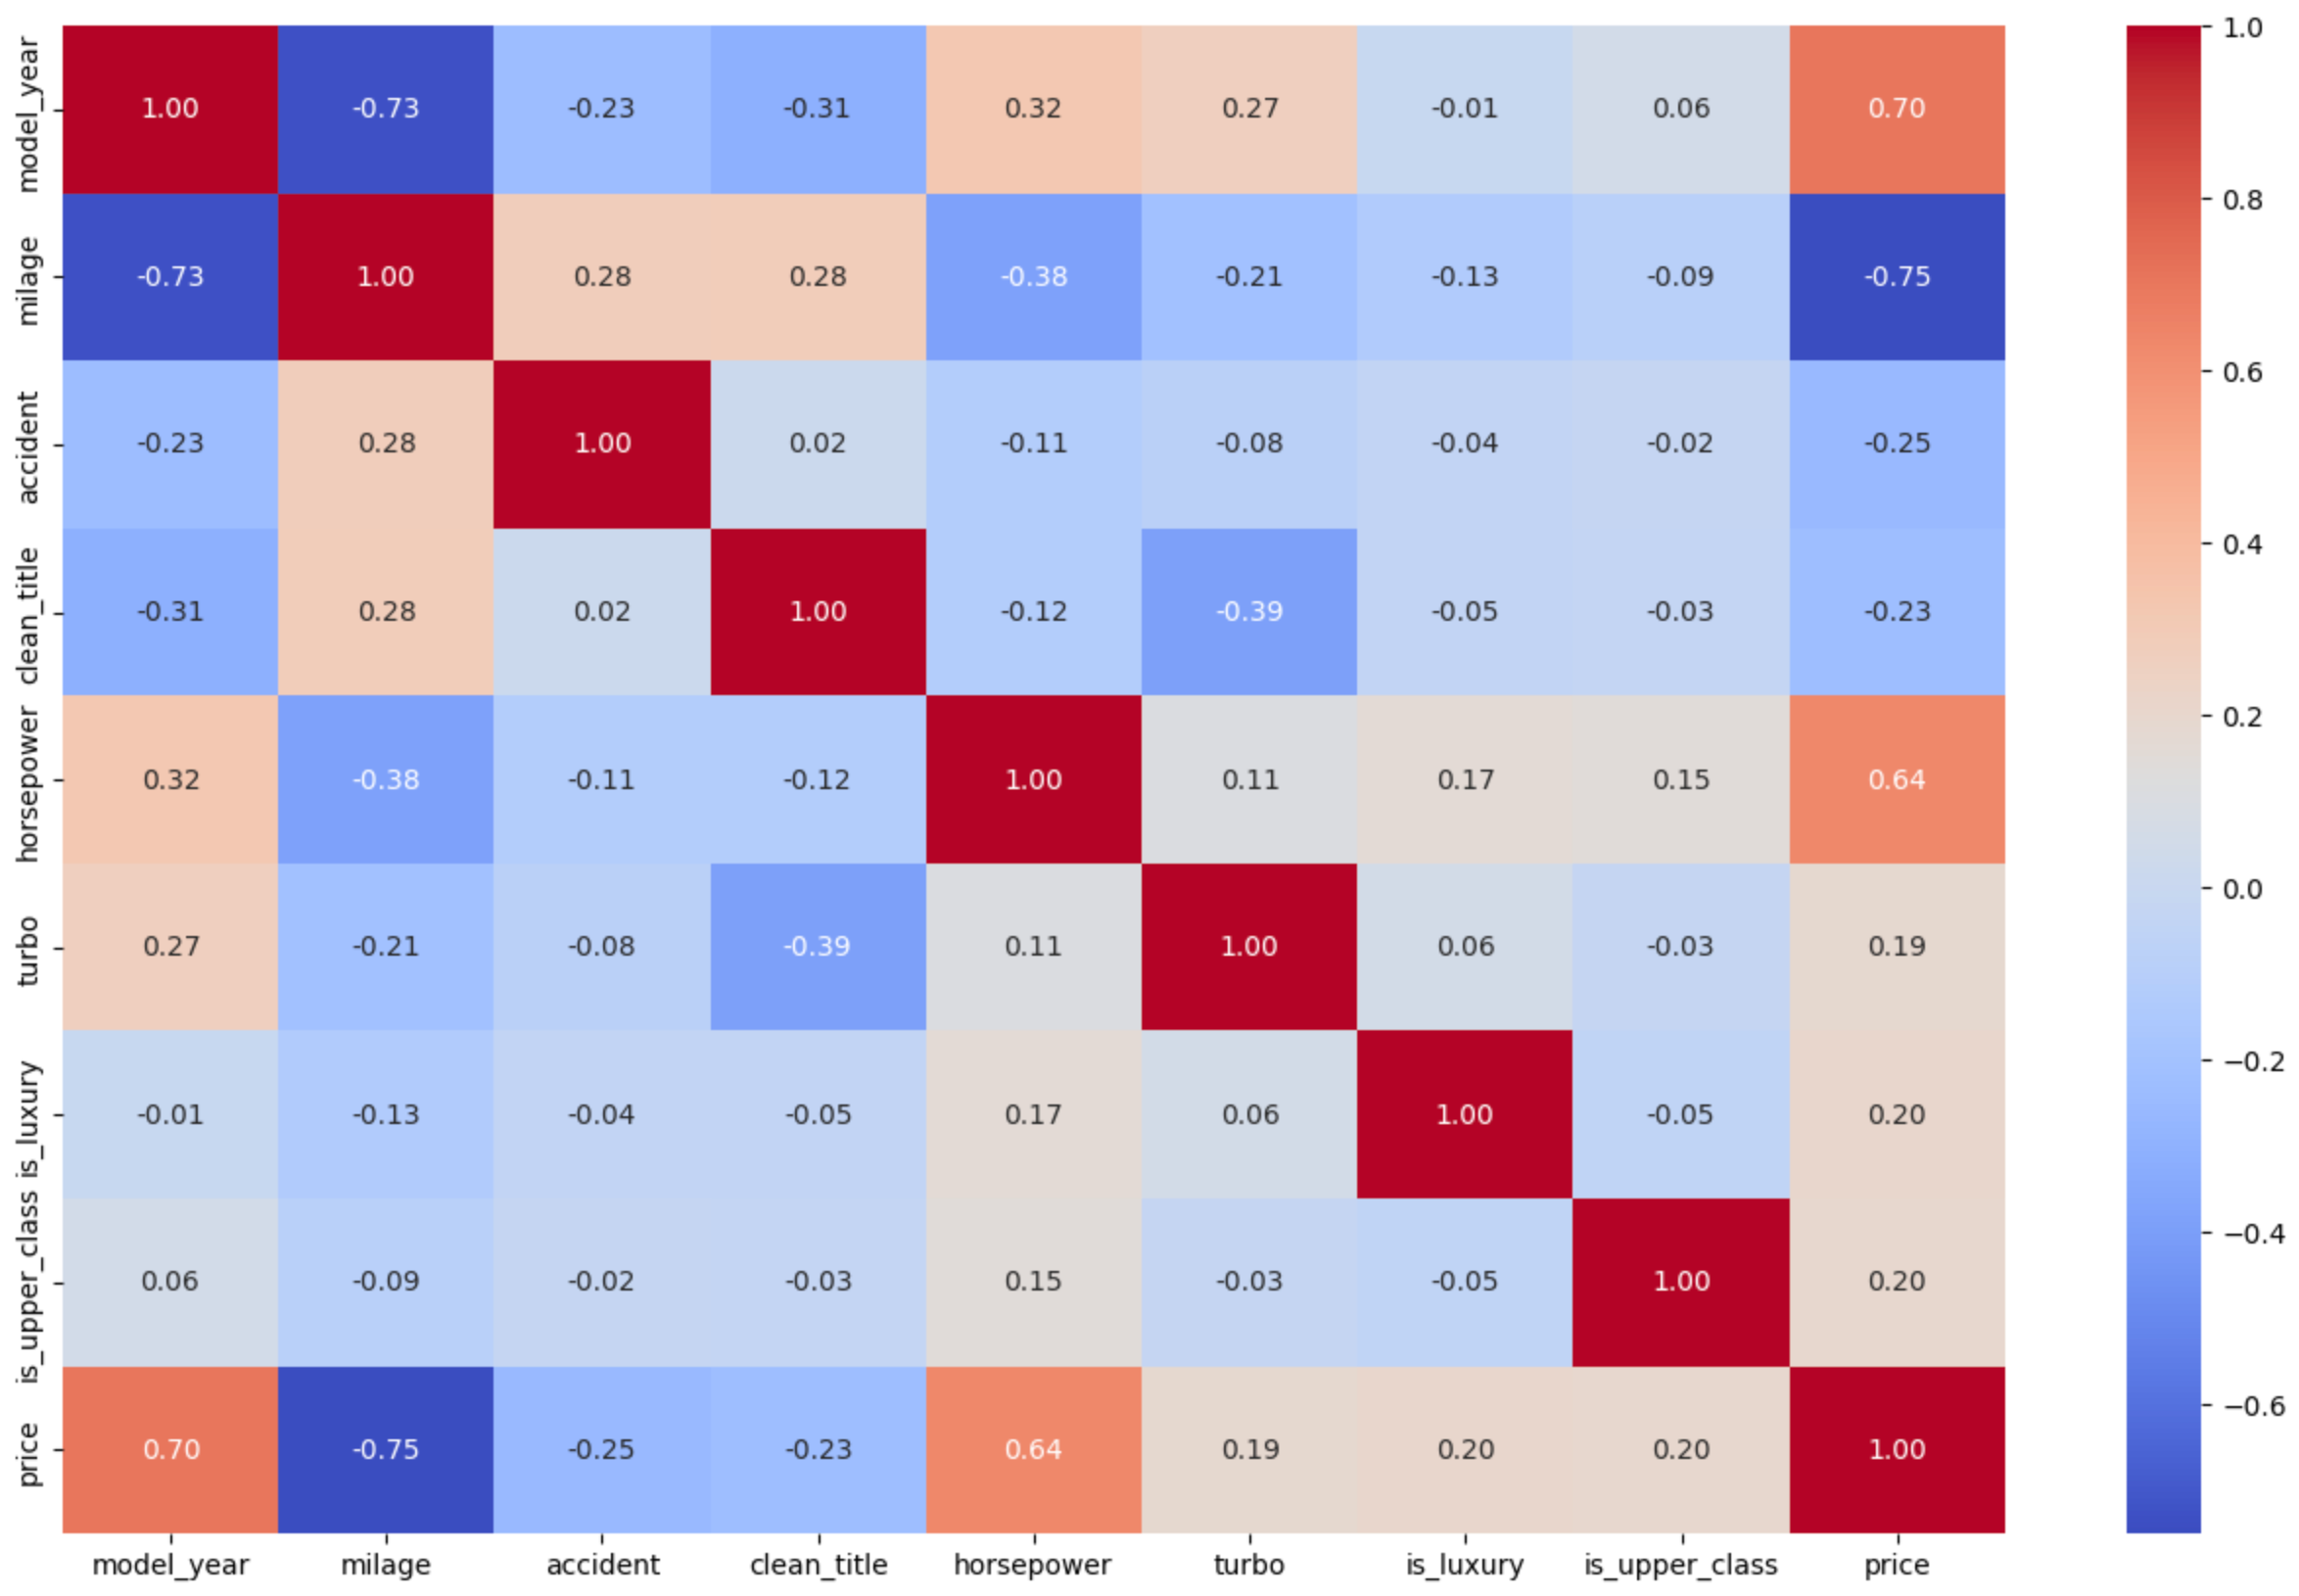 model_year 1.00 -0.73 -0.23 -0.31 0.32 0.27 -0.01 0.06 0.70
milage -0.73 1.00 0.28 0.28 -0.38 -0.21 -0.13 -0.09 -0.75
accident -0.23 0.28 1.00 0.02 -0.11 -0.08 -0.04 -0.02 -0.25
clean_title -0.31 0.28 0.02 1.00 -0.12 -0.39 -0.05 -0.03 -0.23
horsepower 0.32 -0.38 -0.11 -0.12 1.00 0.11 0.17 0.15 0.64
turbo 0.27 -0.21 -0.08 -0.39 0.11 1.00 0.06 -0.03 0.19
is_luxury -0.01 -0.13 -0.04 -0.05 0.17 0.06 1.00 -0.05 0.20
is_upper_class 0.06 -0.09 -0.02 -0.03 0.15 -0.03 -0.05 1.00 0.20
price 0.70 -0.75 -0.25 -0.23 0.64 0.19 0.20 0.20 1.00
model_year milage accident clean_title horsepower turbo is_luxury is_upper_class price
1.0
0.8
0.6
0.4
0.2
0.0
−0.2
−0.4
−0.6